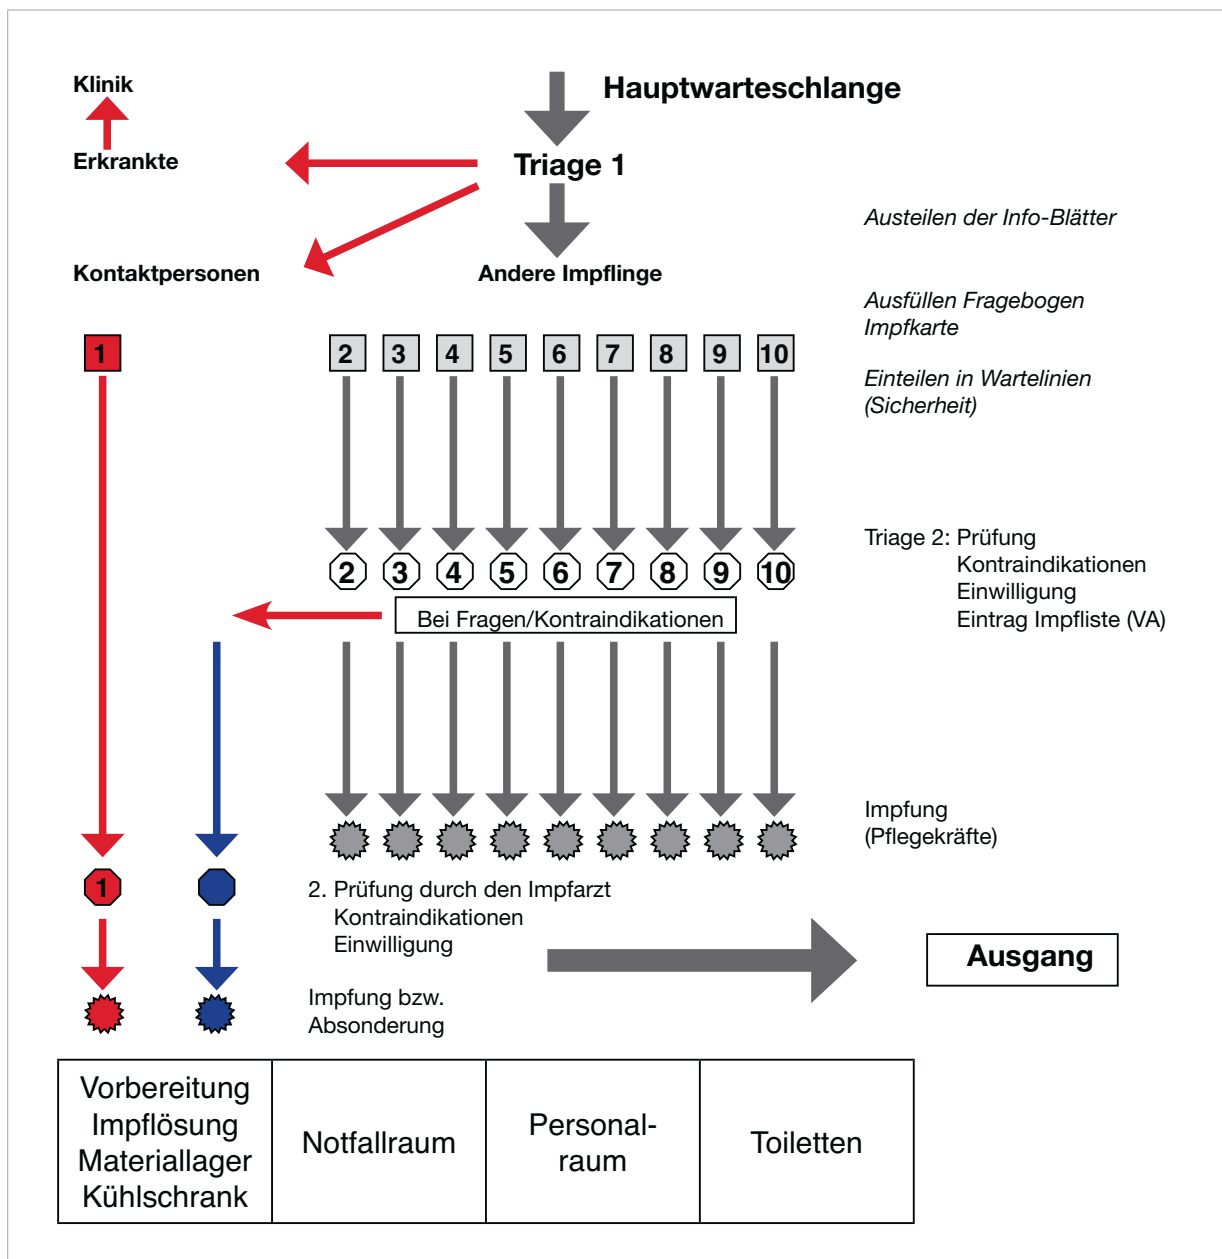 Klinik
Hauptwarteschlange
Erkrankte
Triage 1
Austeilen der Info-Blätter
Kontaktpersonen
Andere Impflinge
Ausfüllen Fragebogen
Impfkarte
1
2 3 4 5 6 7 8 9 10
Einteilen in Wartelinien
(Sicherheit)
2 3 4 5 6 7 8 9 10
Triage 2: Prüfung
Kontraindikationen
Einwilligung
Eintrag Impfliste (VA)
Bei Fragen/Kontraindikationen
Impfung
(Pflegekräfte)
1
2. Prüfung durch den Impfarzt
Kontraindikationen
Einwilligung
Ausgang
Impfung bzw.
Absonderung
Vorbereitung
Impflösung
Materiallager
Kühlschrank
Notfallraum
Personal-
raum
Toiletten